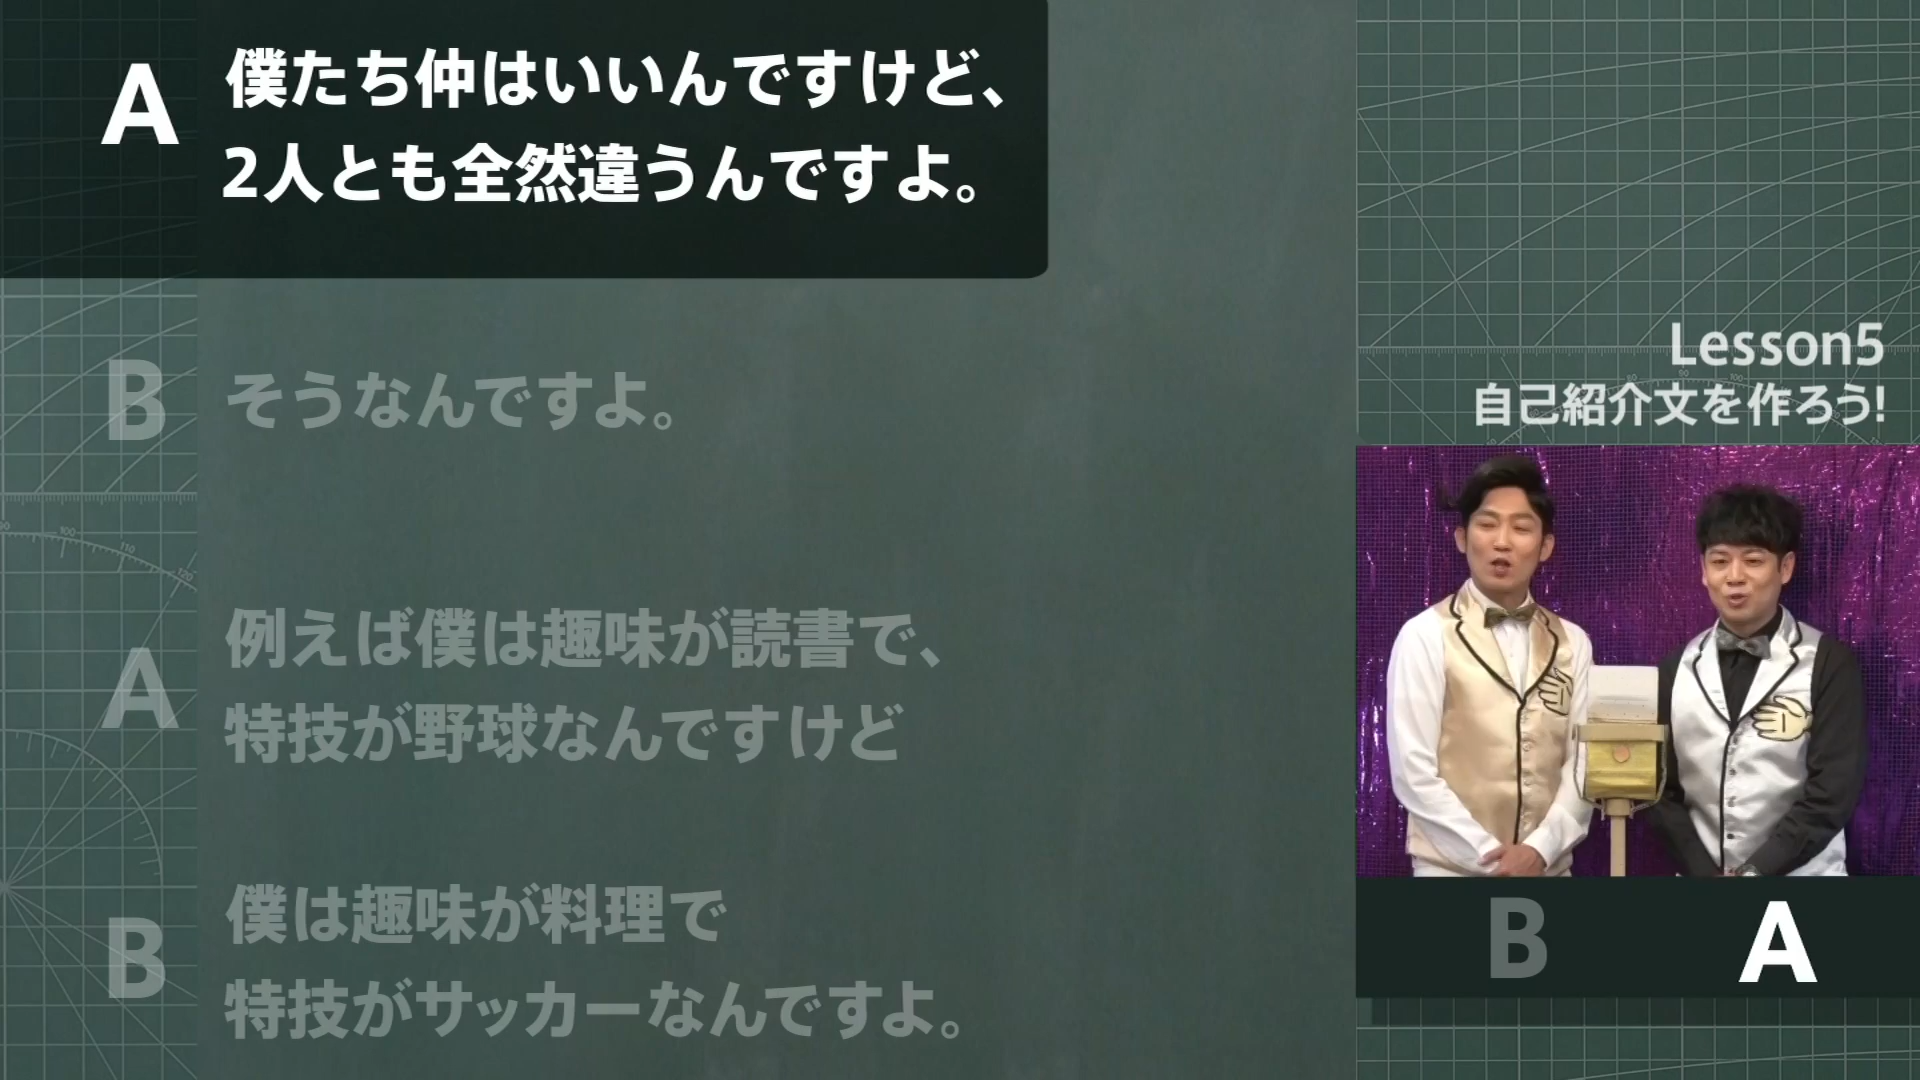 A
僕たち仲はいいんですけど、
2人とも全然違うんですよ。
B
そうなんですよ。
A
例えば僕は趣味が読書で、
特技が野球なんですけど
B
僕は趣味が料理で
特技がサッカーなんですよ。
Lesson5
自己紹介文を作ろう!
B
A